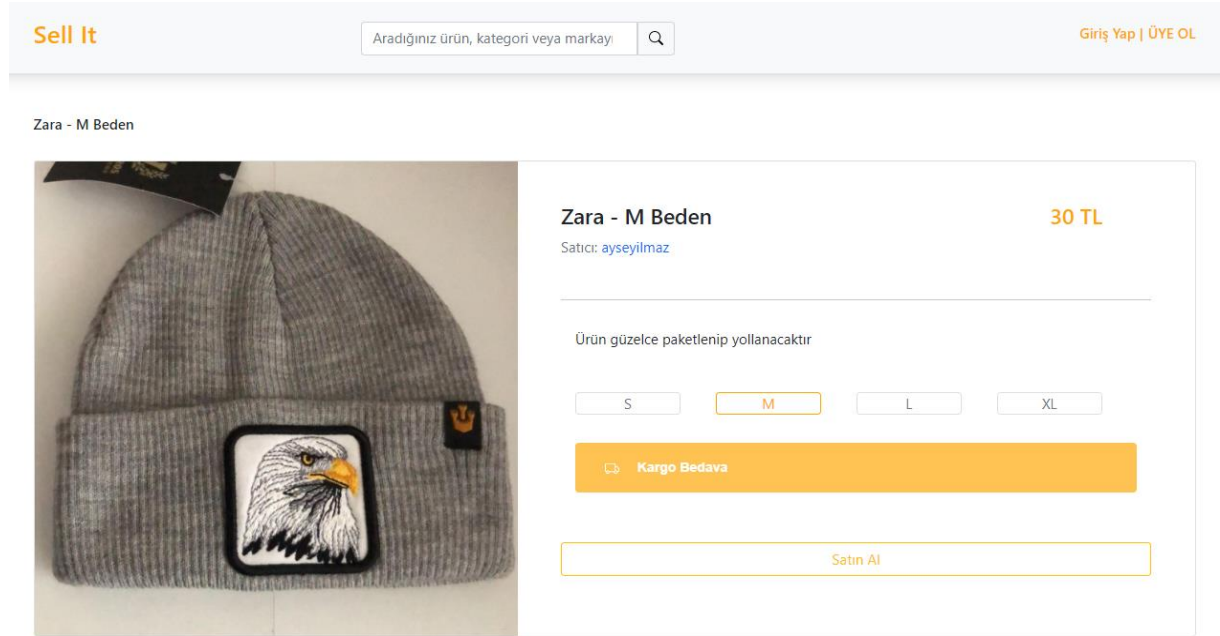 Sell It
Aradığınız ürün, kategori veya markayı
Giriş Yap | ÜYE OL
Zara - M Beden
Zara - M Beden
30 TL
Satıcı: ayseyilmaz
Ürün güzelce paketlenip yollanacaktır
S
M
L
XL
Kargo Bedava
Satın Al